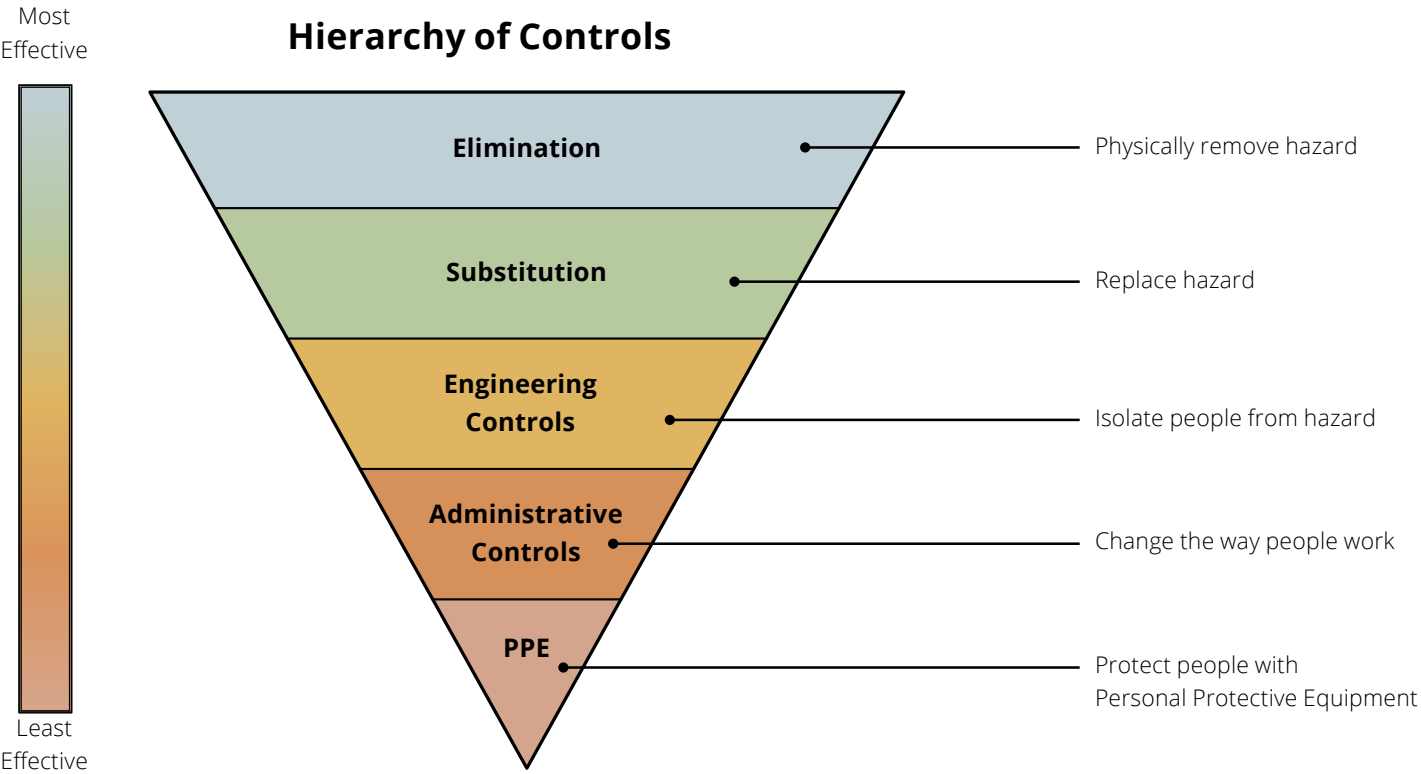 Most
Effective
Hierarchy of Controls
Elimination
Physically remove hazard
Substitution
Replace hazard
Engineering
Controls
Isolate people from hazard
Administrative
Controls
Change the way people work
PPE
Protect people with
Personal Protective Equipment
Least
Effective